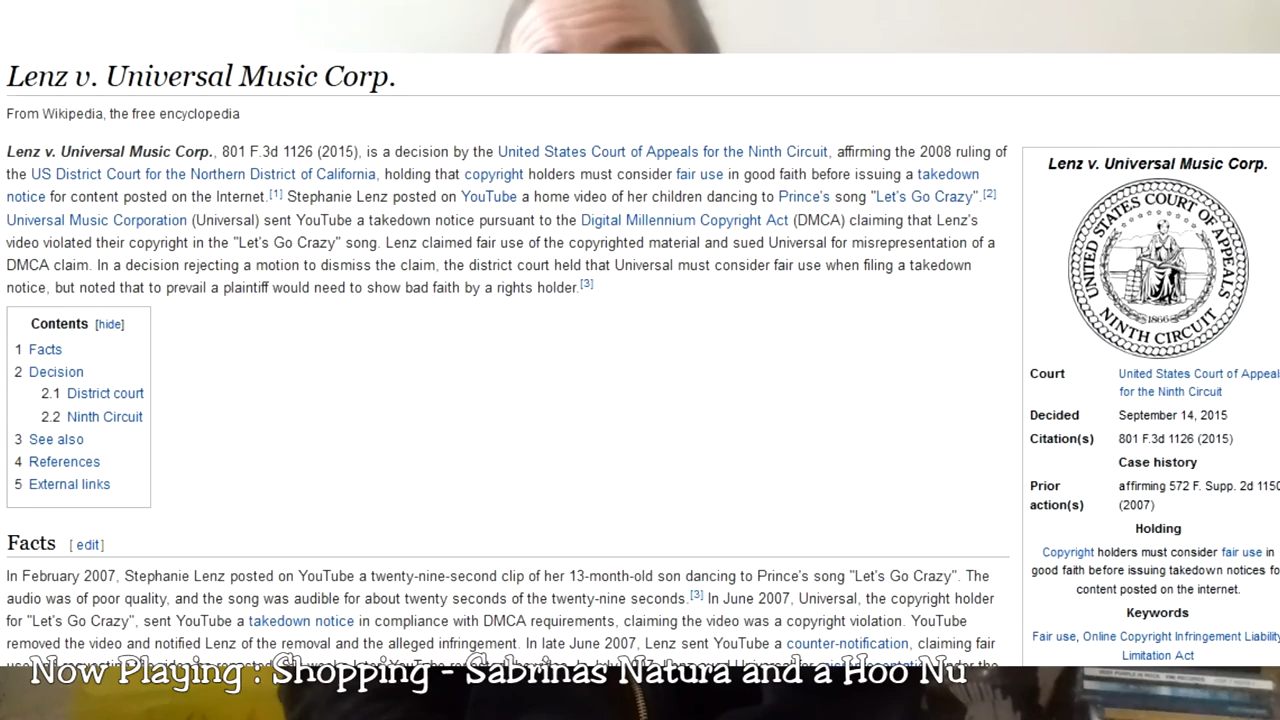 Lenz v. Universal Music Corp.
From Wikipedia, the free encyclopedia
Lenz v. Universal Music Corp., 801 F.3d 1126 (2015), is a decision by the United States Court of Appeals for the Ninth Circuit, affirming the 2008 ruling of
the US District Court for the Northern District of California, holding that copyright holders must consider fair use in good faith before issuing a takedown
notice for content posted on the Internet.[1] Stephanie Lenz posted on YouTube a home video of her children dancing to Prince's song "Let's Go Crazy".[2]
Universal Music Corporation (Universal) sent YouTube a takedown notice pursuant to the Digital Millennium Copyright Act (DMCA) claiming that Lenz's
video violated their copyright in the "Let's Go Crazy" song. Lenz claimed fair use of the copyrighted material and sued Universal for misrepresentation of a
DMCA claim. In a decision rejecting a motion to dismiss the claim, the district court held that Universal must consider fair use when filing a takedown
notice, but noted that to prevail a plaintiff would need to show bad faith by a rights holder.[3]
Contents [hide]
1 Facts
2 Decision
2.1 District court
2.2 Ninth Circuit
3 See also
4 References
5 External links
Facts [ edit]
In February 2007, Stephanie Lenz posted on YouTube a twenty-nine-second clip of her 13-month-old son dancing to Prince's song "Let's Go Crazy". The
audio was of poor quality, and the song was audible for about twenty seconds of the twenty-nine seconds.[3] In June 2007, Universal, the copyright holder
for "Let's Go Crazy", sent YouTube a takedown notice in compliance with DMCA requirements, claiming the video was a copyright violation. YouTube
removed the video and notified Lenz of the removal and the alleged infringement. In late June 2007, Lenz sent YouTube a counter-notification, claiming fair
Lenz v. Universal Music Corp.
UNITED STATES COURT OF APPEALS
1866
NINTH CIRCUIT
Court United States Court of Appeal
for the Ninth Circuit
Decided September 14, 2015
Citation(s) 801 F.3d 1126 (2015)
Case history
Prior affirming 572 F. Supp. 2d 1150
action(s) (2007)
Holding
Copyright holders must consider fair use in
good faith before issuing takedown notices fo
content posted on the internet.
Keywords
Fair use, Online Copyright Infringement Liability
Limitation Act
Now Playing : Shopping - Sabrinas Natura and a Hoo Nu